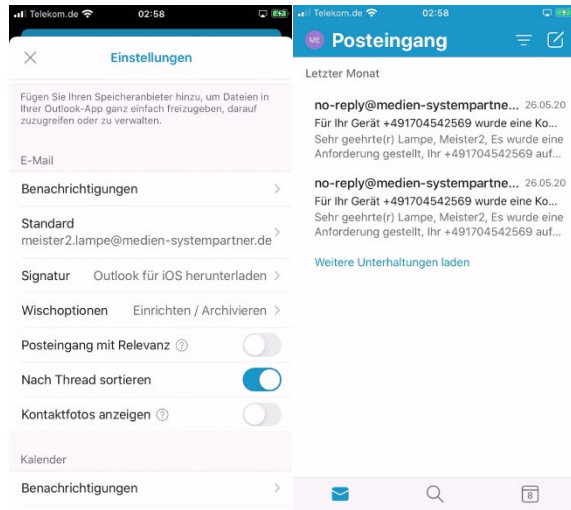 Telekom.de 02:58
Einstellungen
Fügen Sie Ihren Speicheranbieter hinzu, um Dateien in
Ihrer Outlook-App ganz einfach freizugeben, darauf
zuzugreifen oder zu verwalten.
E-Mail
Benachrichtigungen
Standard
meister2.lampe@medien-systempartner.de
Signatur Outlook für iOS herunterladen
Wischoptionen Einrichten / Archivieren
Posteingang mit Relevanz ?
Nach Thread sortieren
Kontaktfotos anzeigen ?
Kalender
Benachrichtigungen
Telekom.de 02:58
ME Posteingang
Letzter Monat
no-reply@medien-systempartne... 26.05.20
Für Ihr Gerät +491704542569 wurde eine Ko...
Sehr geehrte(r) Lampe, Meister2, Es wurde eine
Anforderung gestellt, Ihr +491704542569 auf...
no-reply@medien-systempartne... 26.05.20
Für Ihr Gerät +491704542569 wurde eine Ko...
Sehr geehrte(r) Lampe, Meister2, Es wurde eine
Anforderung gestellt, Ihr +491704542569 auf...
Weitere Unterhaltungen laden
8